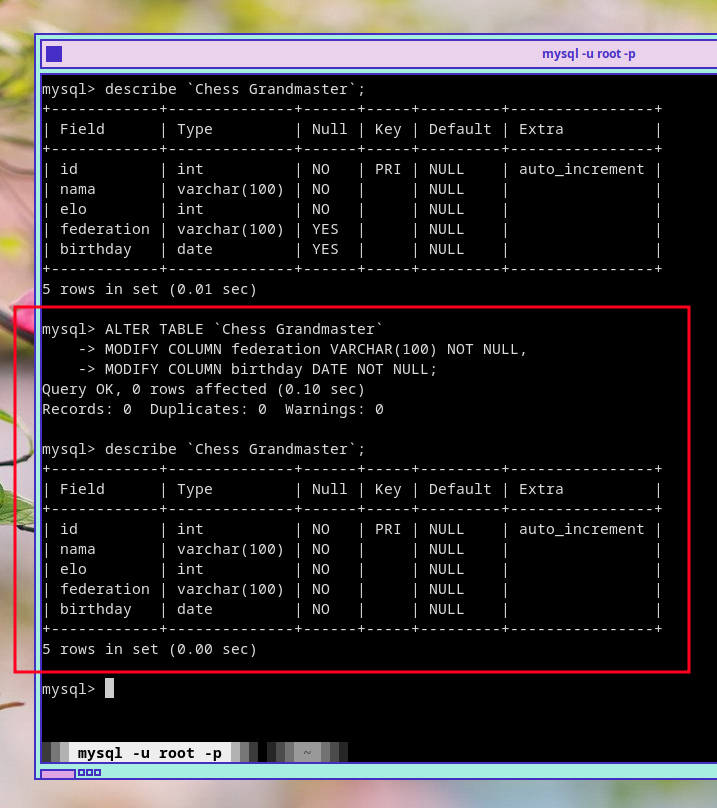 mysql -u root -p
mysql> describe `Chess Grandmaster`;
+------------+--------------+------+-----+---------+----------------+
| Field      | Type         | Null | Key | Default | Extra          |
+------------+--------------+------+-----+---------+----------------+
| id         | int          | NO   | PRI | NULL    | auto_increment |
| nama       | varchar(100) | NO   |     | NULL    |                |
| elo        | int          | NO   |     | NULL    |                |
| federation | varchar(100) | YES  |     | NULL    |                |
| birthday   | date         | YES  |     | NULL    |                |
+------------+--------------+------+-----+---------+----------------+
5 rows in set (0.01 sec)
mysql> ALTER TABLE `Chess Grandmaster`
    -> MODIFY COLUMN federation VARCHAR(100) NOT NULL,
    -> MODIFY COLUMN birthday DATE NOT NULL;
Query OK, 0 rows affected (0.10 sec)
Records: 0  Duplicates: 0  Warnings: 0
mysql> describe `Chess Grandmaster`;
+------------+--------------+------+-----+---------+----------------+
| Field      | Type         | Null | Key | Default | Extra          |
+------------+--------------+------+-----+---------+----------------+
| id         | int          | NO   | PRI | NULL    | auto_increment |
| nama       | varchar(100) | NO   |     | NULL    |                |
| elo        | int          | NO   |     | NULL    |                |
| federation | varchar(100) | NO   |     | NULL    |                |
| birthday   | date         | NO   |     | NULL    |                |
+------------+--------------+------+-----+---------+----------------+
5 rows in set (0.00 sec)
mysql>
mysql -u root -p ~